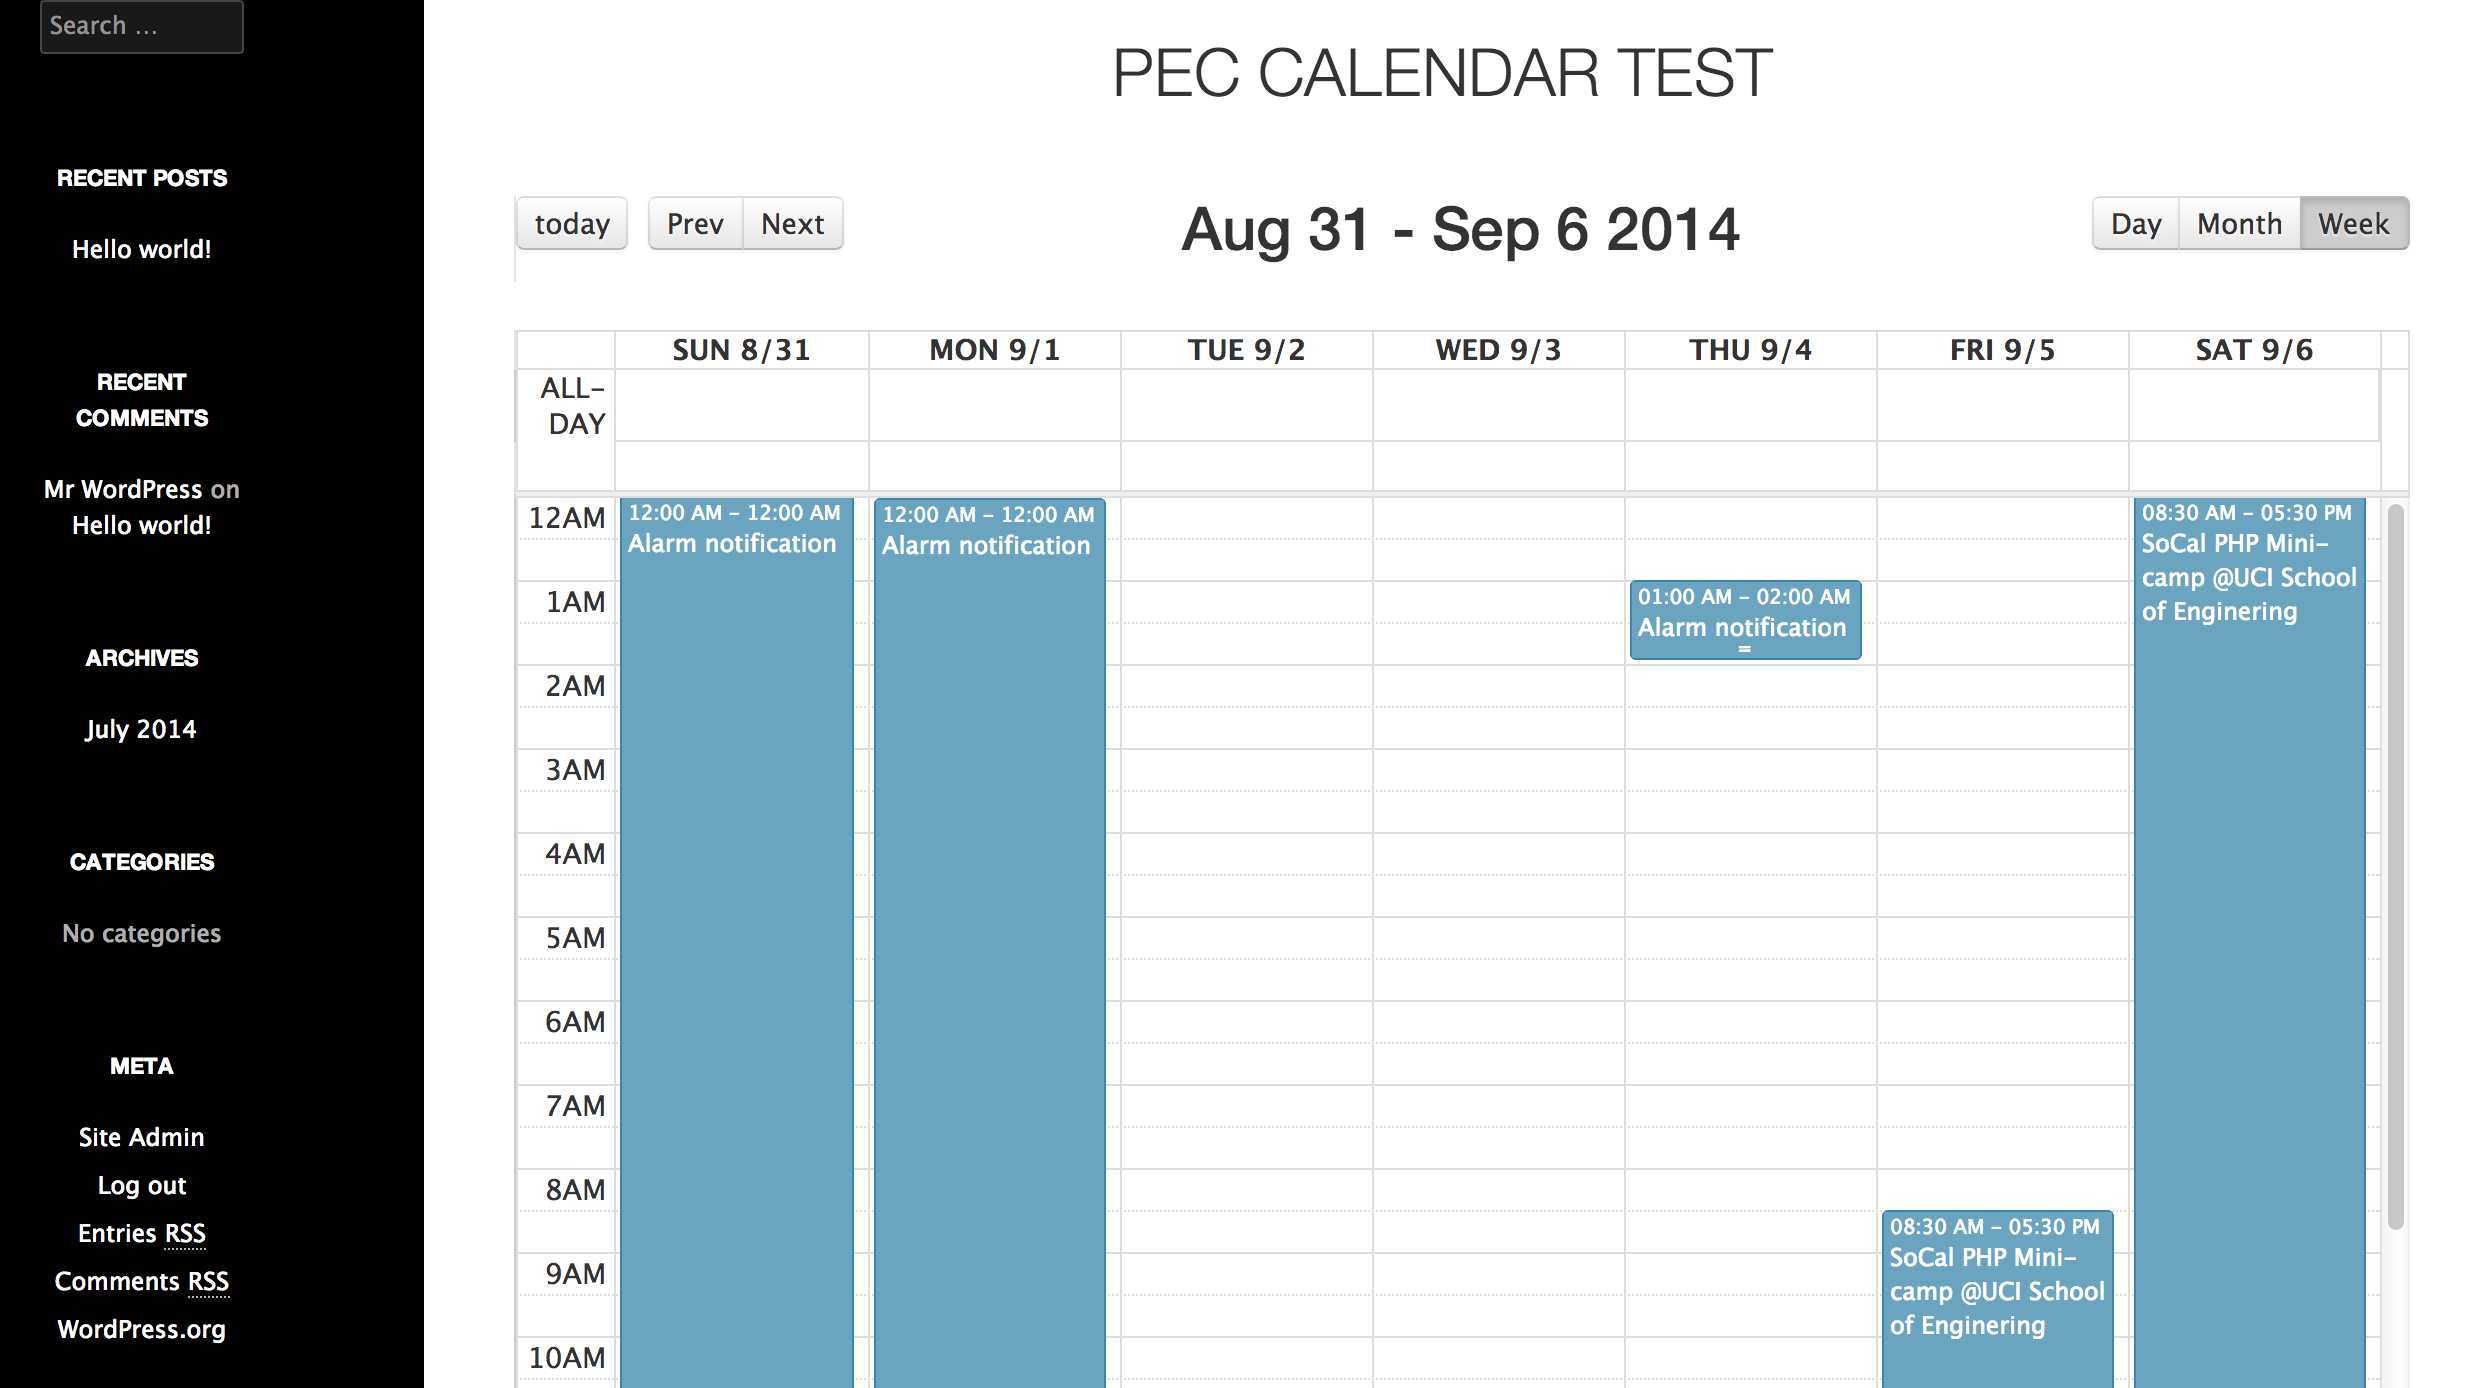 Search ...
RECENT POSTS
Hello world!
RECENT
COMMENTS
Mr WordPress on
Hello world!
ARCHIVES
July 2014
CATEGORIES
No categories
META
Site Admin
Log out
Entries RSS
Comments RSS
WordPress.org
PEC CALENDAR TEST
today Prev Next
Aug 31 - Sep 6 2014
Day Month Week
SUN 8/31 MON 9/1 TUE 9/2 WED 9/3 THU 9/4 FRI 9/5 SAT 9/6
ALL-
DAY
12AM
1AM
2AM
3AM
4AM
5AM
6AM
7AM
8AM
9AM
10AM
12:00 AM - 12:00 AM
Alarm notification
12:00 AM - 12:00 AM
Alarm notification
01:00 AM - 02:00 AM
Alarm notification
=
08:30 AM - 05:30 PM
SoCal PHP Mini-
camp @UCI School
of Enginering
08:30 AM - 05:30 PM
SoCal PHP Mini-
camp @UCI School
of Enginering